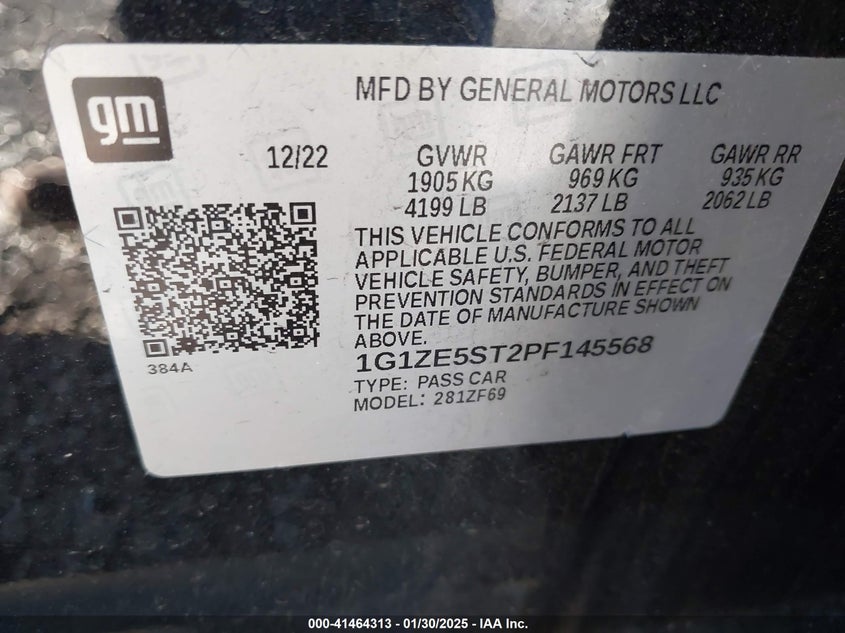 gm
MFD BY GENERAL MOTORS LLC
12/22 GVWR GAWR FRT GAWR RR
1905 KG 969 KG 935 KG
4199 LB 2137 LB 2062 LB
THIS VEHICLE CONFORMS TO ALL
APPLICABLE U.S. FEDERAL MOTOR
VEHICLE SAFETY, BUMPER, AND THEFT
PREVENTION STANDARDS IN EFFECT ON
THE DATE OF MANUFACTURE SHOWN
ABOVE.
384A
1G1ZE5ST2PF145568
TYPE: PASS CAR
MODEL: 281ZF69
000-41464313 - 01/30/2025 - IAA Inc.